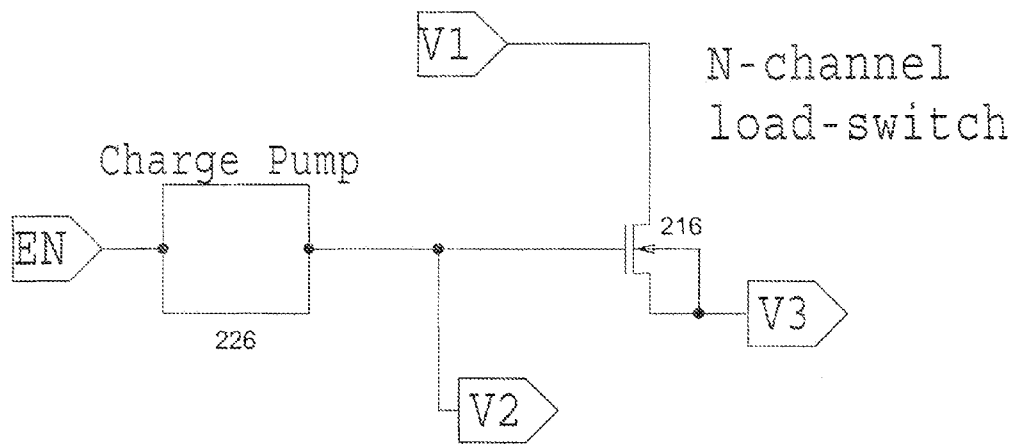 V1
N-channel
load-switch
Charge Pump
216
EN
V3
226
V2